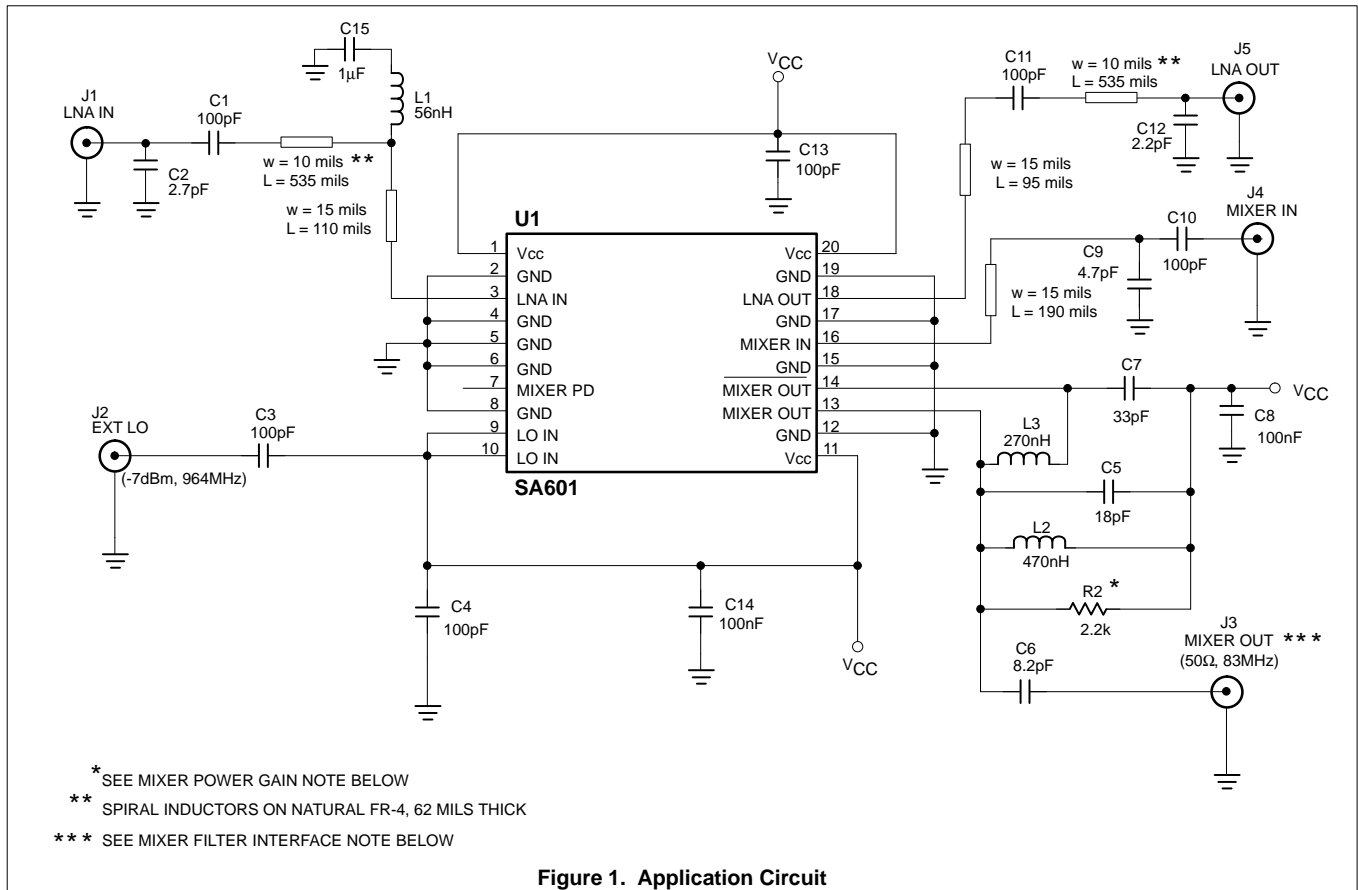 C15
1µF
L1
56nH
J1
LNA IN
C1
100pF
C2
2.7pF
w = 10 mils **
L = 535 mils
w = 15 mils
L = 110 mils
VCC
C13
100pF
C11
100pF
w = 10 mils **
L = 535 mils
J5
LNA OUT
C12
2.2pF
w = 15 mils
L = 95 mils
J4
MIXER IN
C10
100pF
C9
4.7pF
w = 15 mils
L = 190 mils
U1
1
Vcc
2
GND
3
LNA IN
4
GND
5
GND
6
GND
7
MIXER PD
8
GND
9
LO IN
10
LO IN
20
Vcc
19
GND
18
LNA OUT
17
GND
16
MIXER IN
15
GND
14
MIXER OUT
13
MIXER OUT
12
GND
11
Vcc
SA601
J2
EXT LO
(-7dBm, 964MHz)
C3
100pF
C4
100pF
C14
100nF
VCC
C7
33pF
VCC
C8
100nF
L3
270nH
C5
18pF
L2
470nH
R2 *
2.2k
C6
8.2pF
J3
MIXER OUT ***
(50Ω, 83MHz)
* SEE MIXER POWER GAIN NOTE BELOW
** SPIRAL INDUCTORS ON NATURAL FR-4, 62 MILS THICK
*** SEE MIXER FILTER INTERFACE NOTE BELOW
Figure 1. Application Circuit